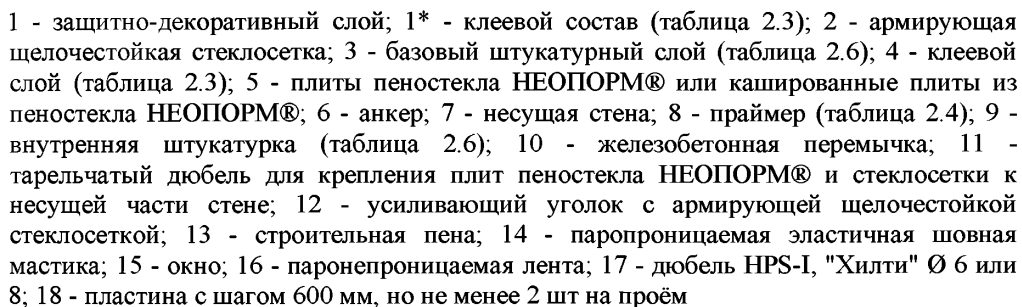 1 - защитно-декоративный слой; 1* - клеевой состав (таблица 2.3); 2 - армирующая
щелочестойкая стеклосетка; 3 - базовый штукатурный слой (таблица 2.6); 4 - клеевой
слой (таблица 2.3); 5 - плиты пеностекла НЕОПОРМ® или кашированные плиты из
пеностекла НЕОПОРМ®; 6 - анкер; 7 - несущая стена; 8 - праймер (таблица 2.4); 9 -
внутренняя штукатурка (таблица 2.6); 10 - железобетонная перемычка; 11 -
тарельчатый дюбель для крепления плит пеностекла НЕОПОРМ® и стеклосетки к
несущей части стене; 12 - усиливающий уголок с армирующей щелочестойкой
стеклосеткой; 13 - строительная пена; 14 - паропроницаемая эластичная шовная
мастика; 15 - окно; 16 - паронепроницаемая лента; 17 - дюбель HPS-I, "Хилти" Ø 6 или
8; 18 - пластина с шагом 600 мм, но не менее 2 шт на проём